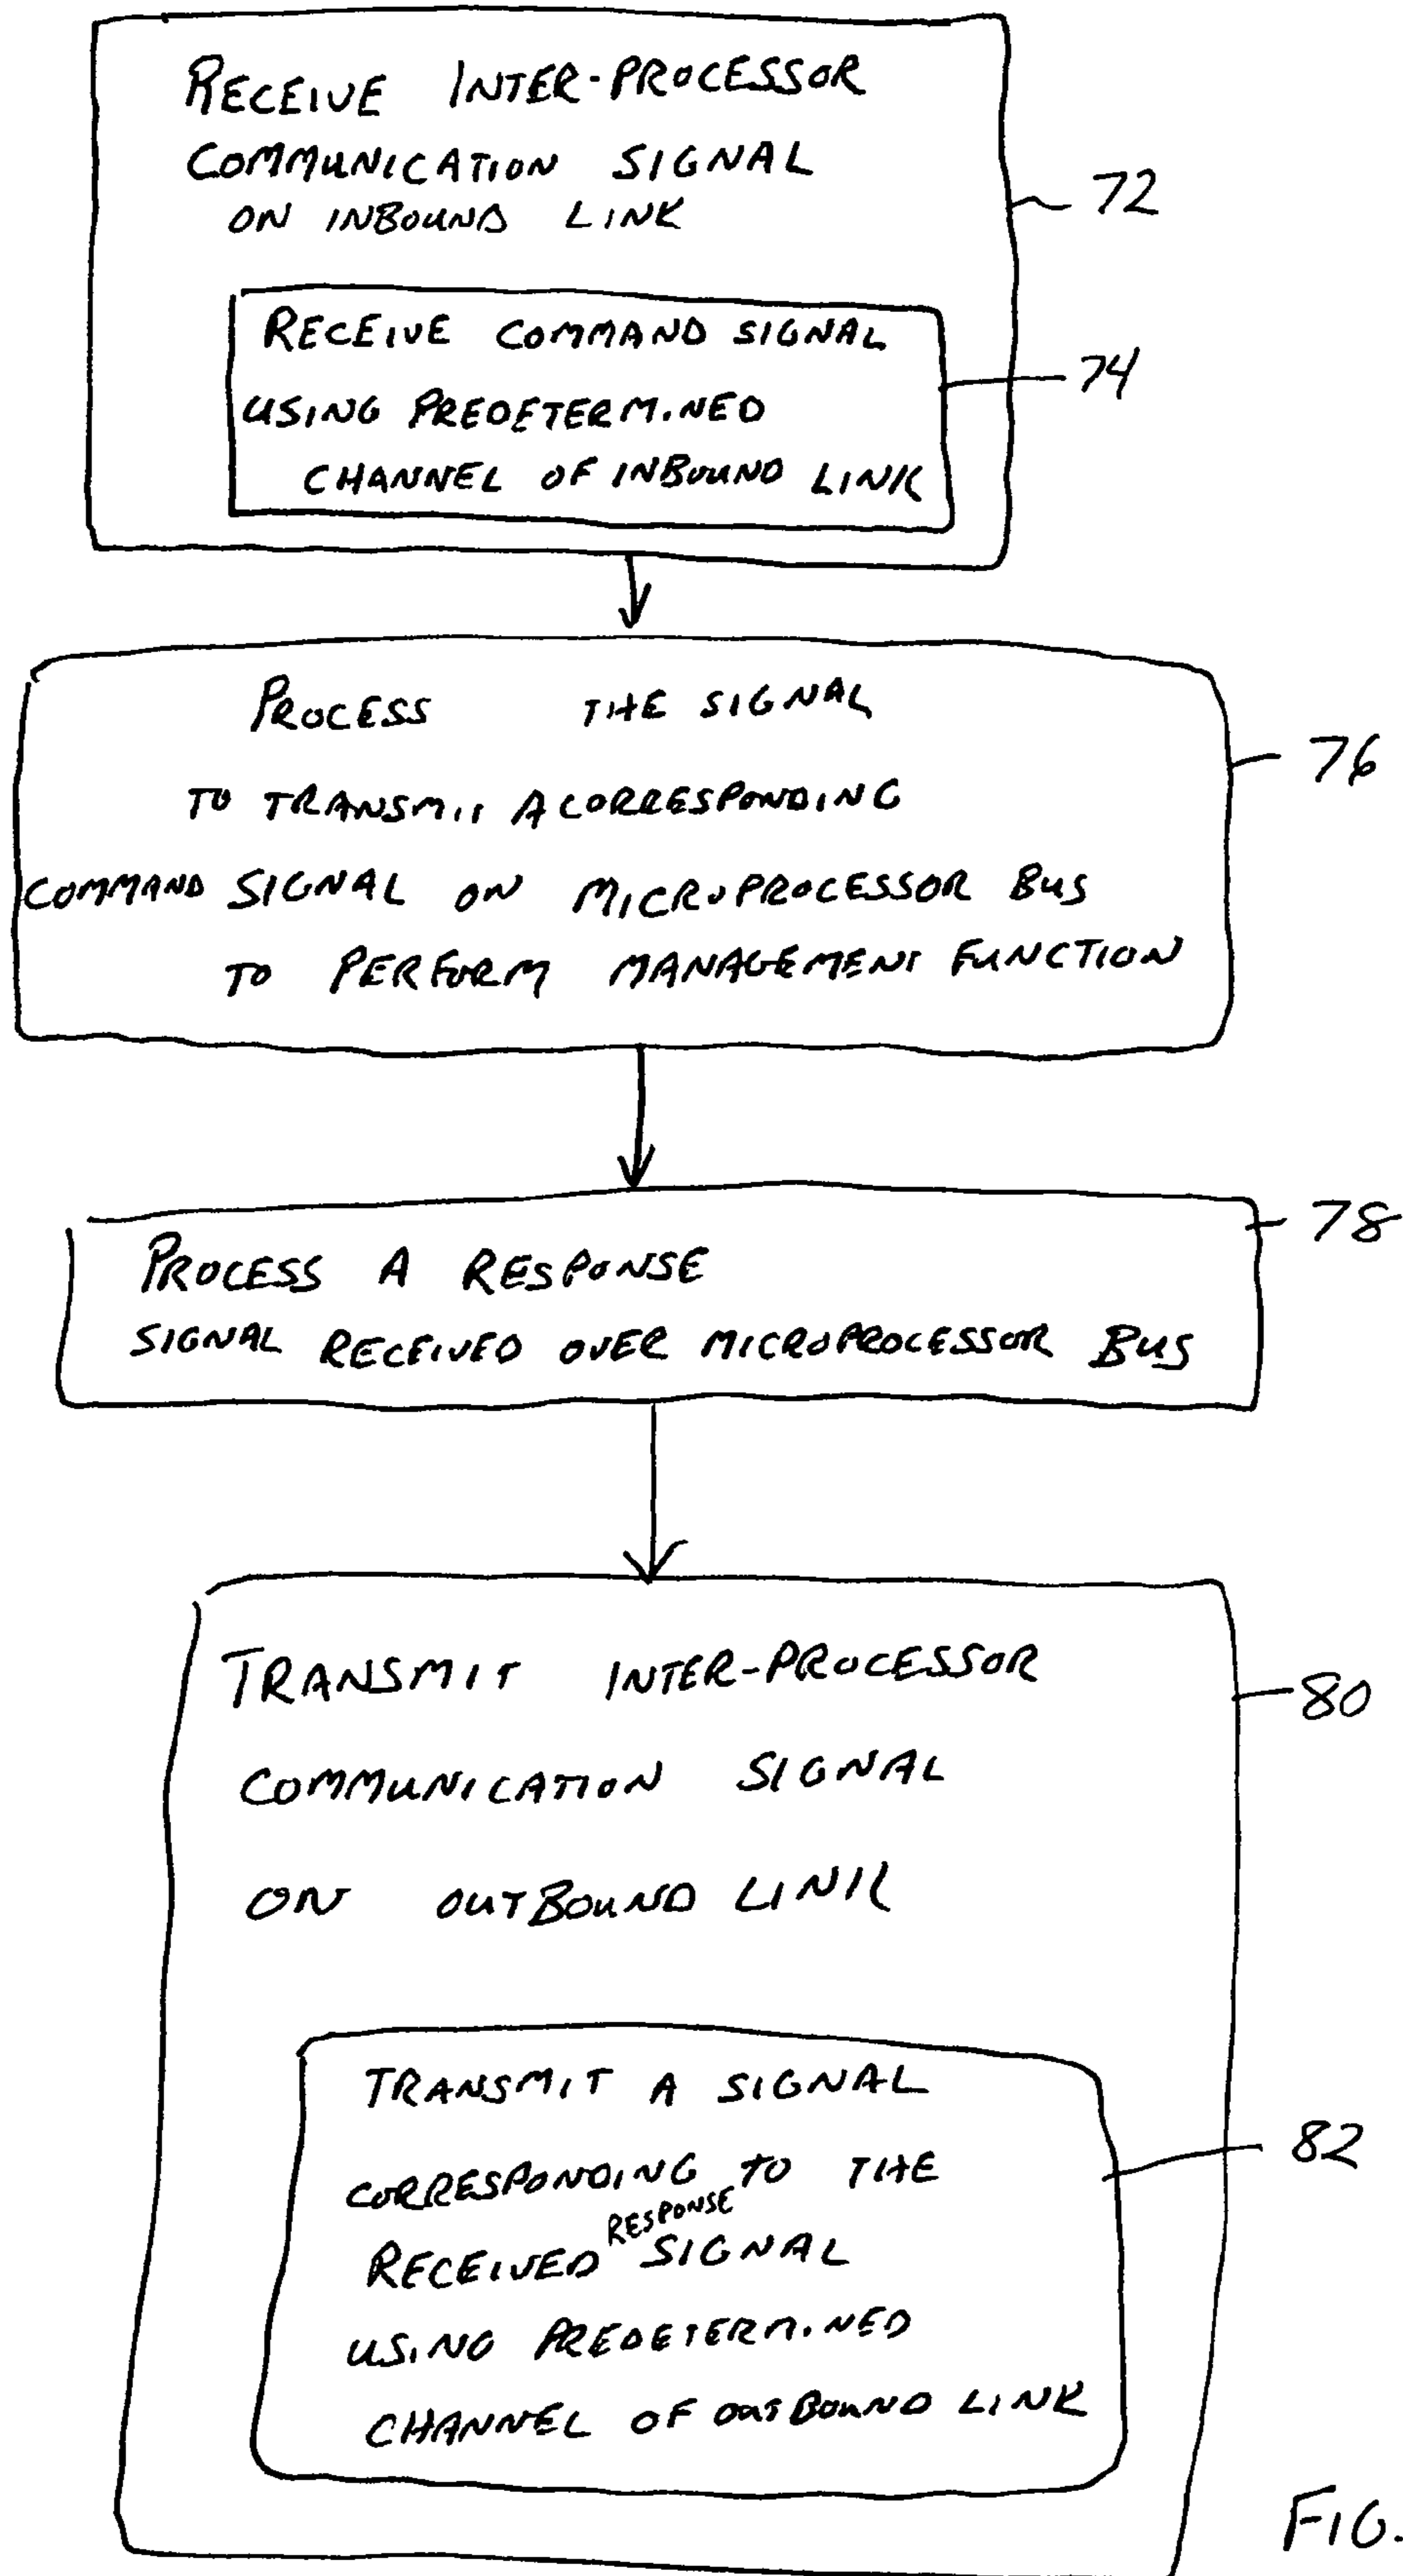 RECEIVE INTER-PROCESSOR
COMMUNICATION SIGNAL
ON INBOUND LINK
72
RECEIVE COMMAND SIGNAL
USING PREDETERMINED
CHANNEL OF INBOUND LINK
74
PROCESS THE SIGNAL
TO TRANSMIT A CORRESPONDING
COMMAND SIGNAL ON MICROPROCESSOR BUS
TO PERFORM MANAGEMENT FUNCTION
76
PROCESS A RESPONSE
SIGNAL RECEIVED OVER MICROPROCESSOR BUS
78
TRANSMIT INTER-PROCESSOR
COMMUNICATION SIGNAL
ON OUTBOUND LINK
80
TRANSMIT A SIGNAL
CORRESPONDING TO THE
RECEIVED RESPONSE SIGNAL
USING PREDETERMINED
CHANNEL OF OUTBOUND LINK
82
FIG.